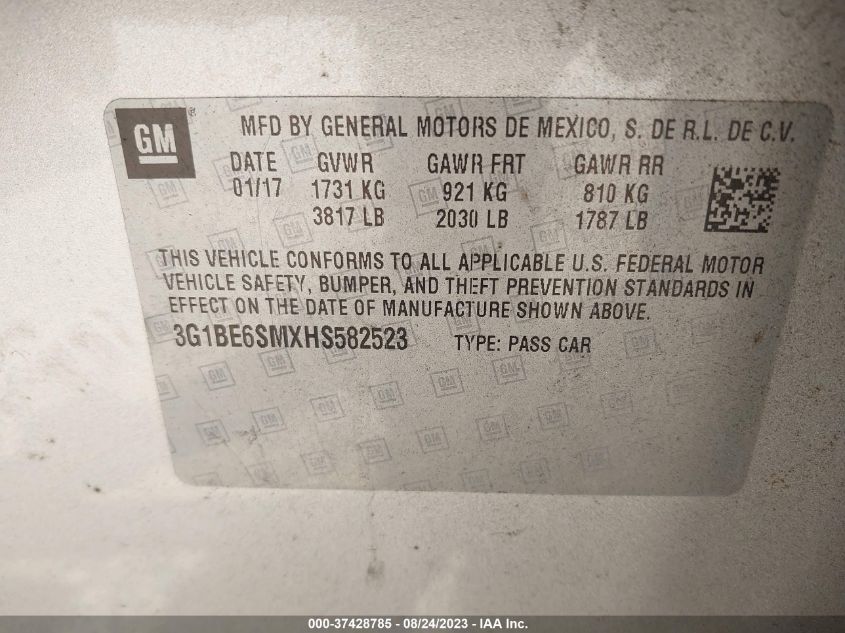 GM
MFD BY GENERAL MOTORS DE MEXICO, S. DE R.L. DE C.V.
DATE GVWR GAWR FRT GAWR RR
01/17 1731 KG 921 KG 810 KG
3817 LB 2030 LB 1787 LB
THIS VEHICLE CONFORMS TO ALL APPLICABLE U.S. FEDERAL MOTOR
VEHICLE SAFETY, BUMPER, AND THEFT PREVENTION STANDARDS IN
EFFECT ON THE DATE OF MANUFACTURE SHOWN ABOVE.
3G1BE6SMXHS582523 TYPE: PASS CAR
000-37428785 - 08/24/2023 - IAA Inc.